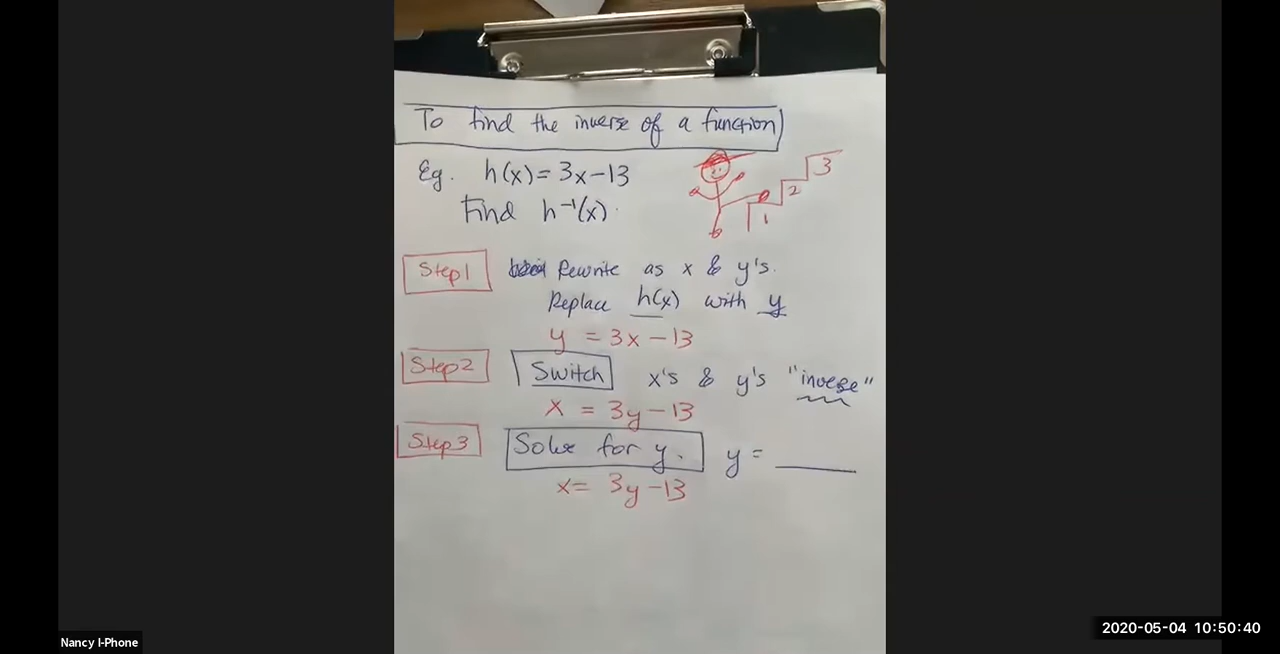 To find the inverse of a function
Eg. h(x) = 3x-13
Find h⁻¹(x).
1 2 3
Step 1 Rewrite as x & y's.
Replace h(x) with y
y = 3x - 13
Step 2 Switch x's & y's "inverse"
x = 3y - 13
Step 3 Solve for y. y = ____
x = 3y - 13
Nancy I-Phone
2020-05-04 10:50:40